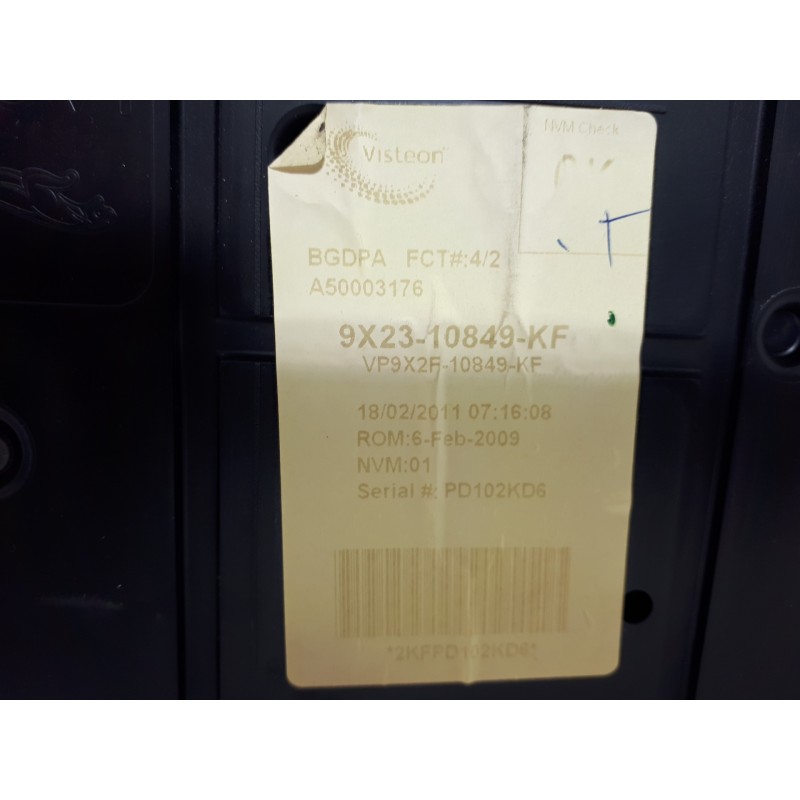 Visteon
NVM Check
BGDPA FCT#:4/2
A50003176
9X23-10849-KF
VP9X2F-10849-KF
18/02/2011 07:16:08
ROM:6-Feb-2009
NVM:01
Serial #: PD102KD6
*2KFPD102KD6*